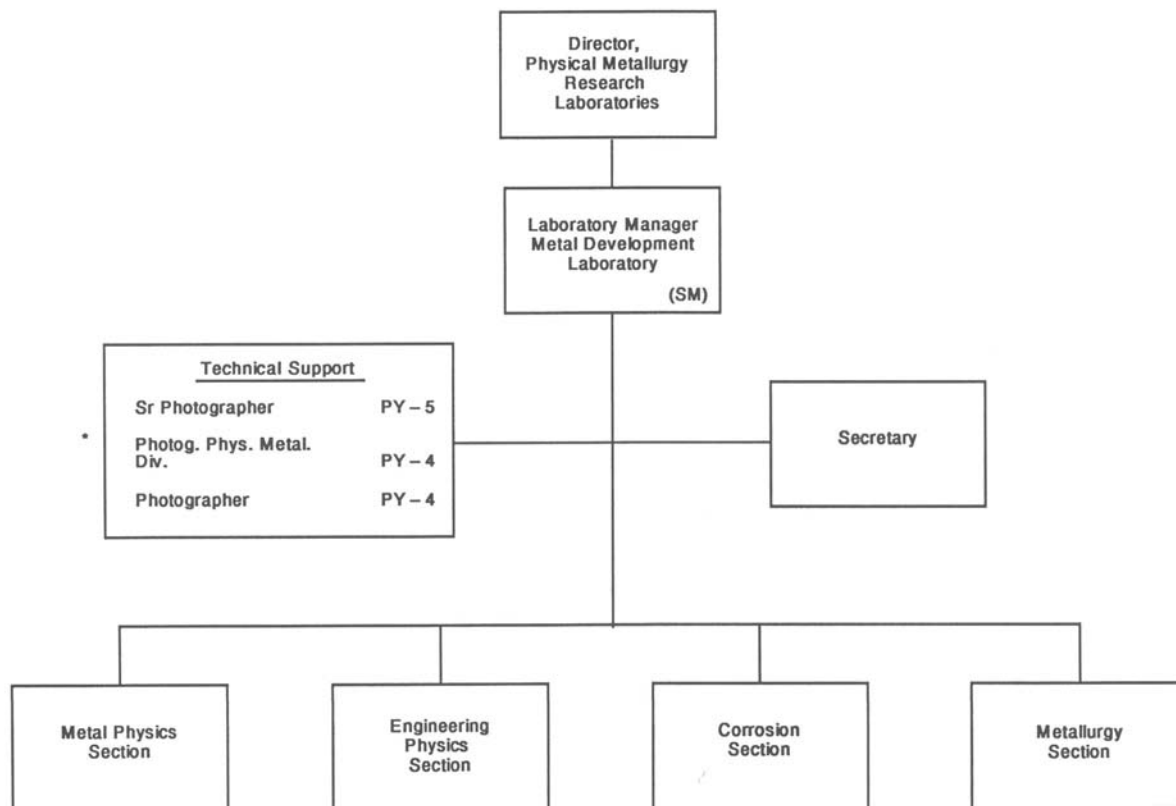 Director,
Physical Metallurgy
Research
Laboratories
Laboratory Manager
Metal Development
Laboratory
(SM)
Technical Support
Sr Photographer PY – 5
*
Photog. Phys. Metal.
Div. PY – 4
Photographer PY – 4
Secretary
Metal Physics
Section
Engineering
Physics
Section
Corrosion
Section
Metallurgy
Section